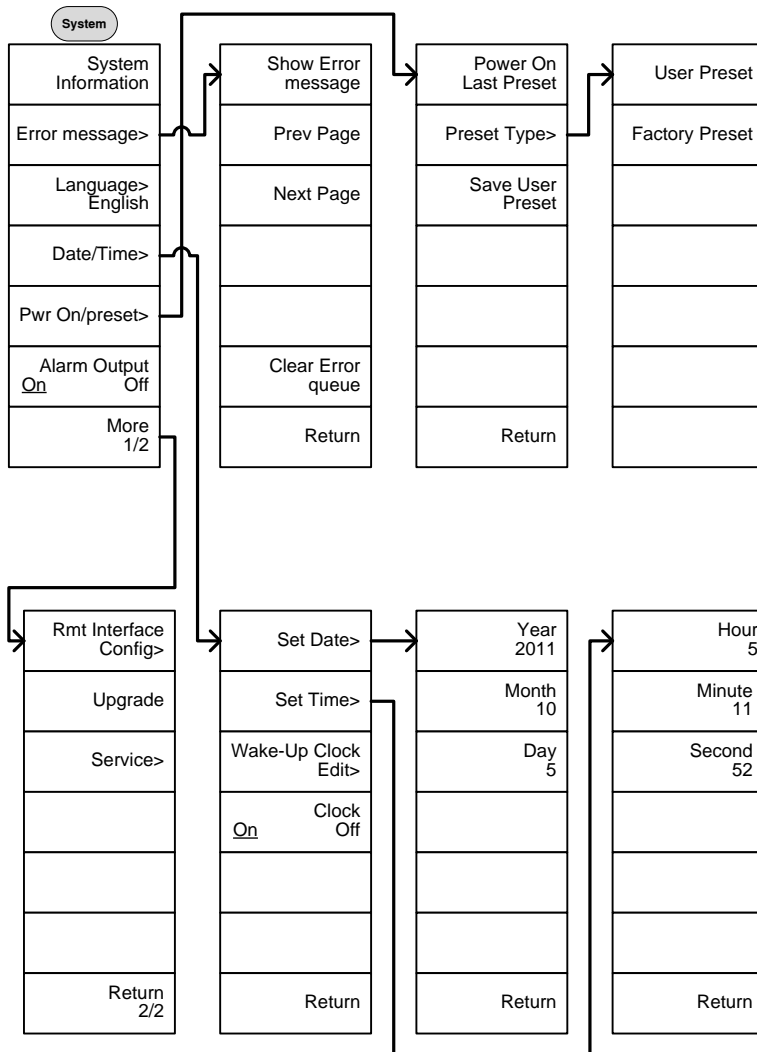 System
System
Information
Error message>
Language>
English
Date/Time>
Pwr On/preset>
Alarm Output
On Off
More
1/2
Show Error
message
Prev Page
Next Page
Clear Error
queue
Return
Power On
Last Preset
Preset Type>
Save User
Preset
Return
User Preset
Factory Preset
Rmt Interface
Config>
Upgrade
Service>
Return
2/2
Set Date>
Set Time>
Wake-Up Clock
Edit>
Clock
On Off
Return
Year
2011
Month
10
Day
5
Return
Hour
5
Minute
11
Second
52
Return